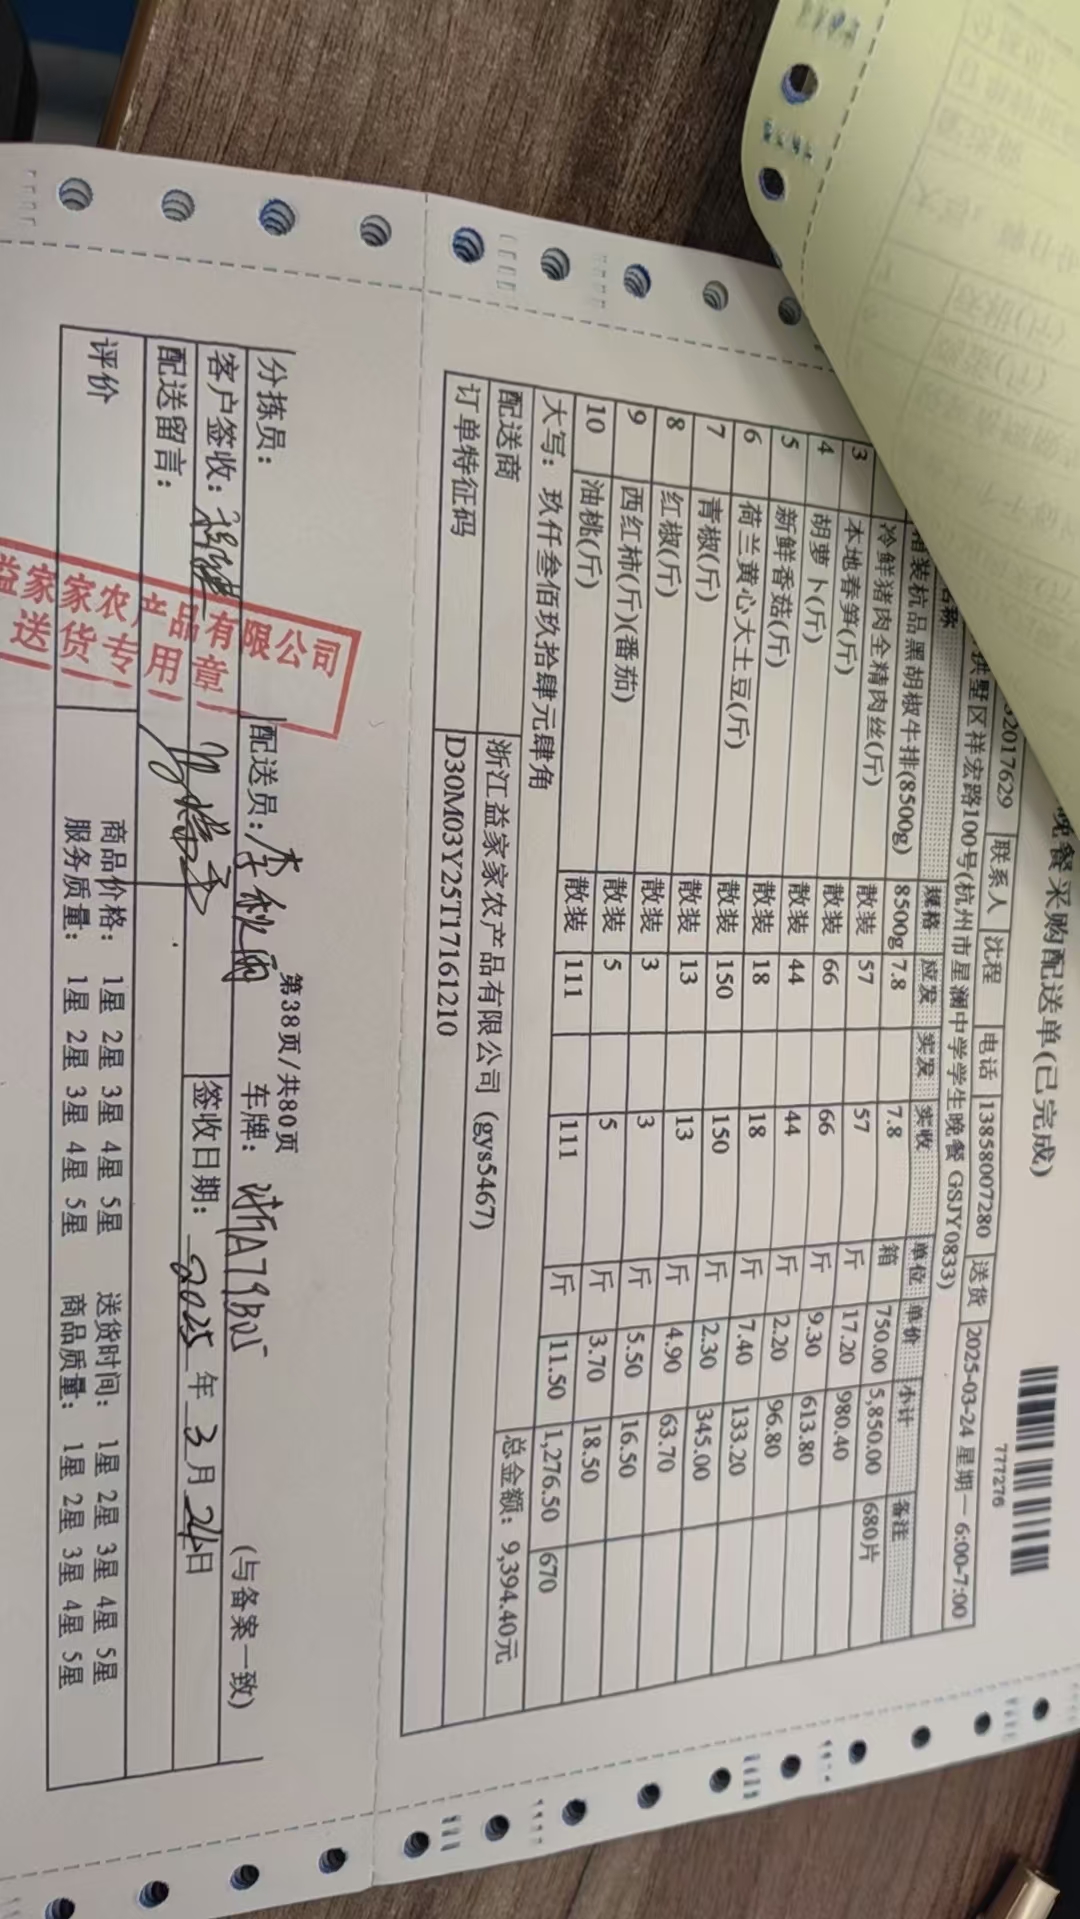 晚餐采购配送单(已完成)
777276
02017629 联系人 沈程 电话 13858007280 送货 2025-03-24 星期一 6:00-7:00
拱墅区祥宏路100号(杭州市星澜中学学生晚餐 GSJY0833)
名称 规格 应发 实发 实收 单位 单价 小计 备注
箱装杭品黑胡椒牛排(8500g) 8500g 7.8 7.8 箱 750.00 5,850.00 680片
冷鲜猪肉全精肉丝(斤) 散装 57 57 斤 17.20 980.40
3 本地春笋(斤) 散装 66 66 斤 9.30 613.80
4 胡萝卜(斤) 散装 44 44 斤 2.20 96.80
5 新鲜香菇(斤) 散装 18 18 斤 7.40 133.20
6 荷兰黄心大土豆(斤) 散装 150 150 斤 2.30 345.00
7 青椒(斤) 散装 13 13 斤 4.90 63.70
8 红椒(斤) 散装 3 3 斤 5.50 16.50
9 西红柿(斤)(番茄) 散装 5 5 斤 3.70 18.50
10 油桃(斤) 散装 111 111 斤 11.50 1,276.50 670
大写：玖仟叁佰玖拾肆元肆角 总金额：9,394.40元
配送商 浙江益家家农产品有限公司 (gys5467)
订单特征码 D30M03Y25T17161210
第38页/共80页
分拣员： 配送员：李秋雨 车牌： (与备案一致)
客户签收： 签收日期：2025年3月24日
配送留言：
评价 商品价格：1星 2星 3星 4星 5星 送货时间：1星 2星 3星 4星 5星
服务质量：1星 2星 3星 4星 5星 商品质量：1星 2星 3星 4星 5星
益家家农产品有限公司
送货专用章